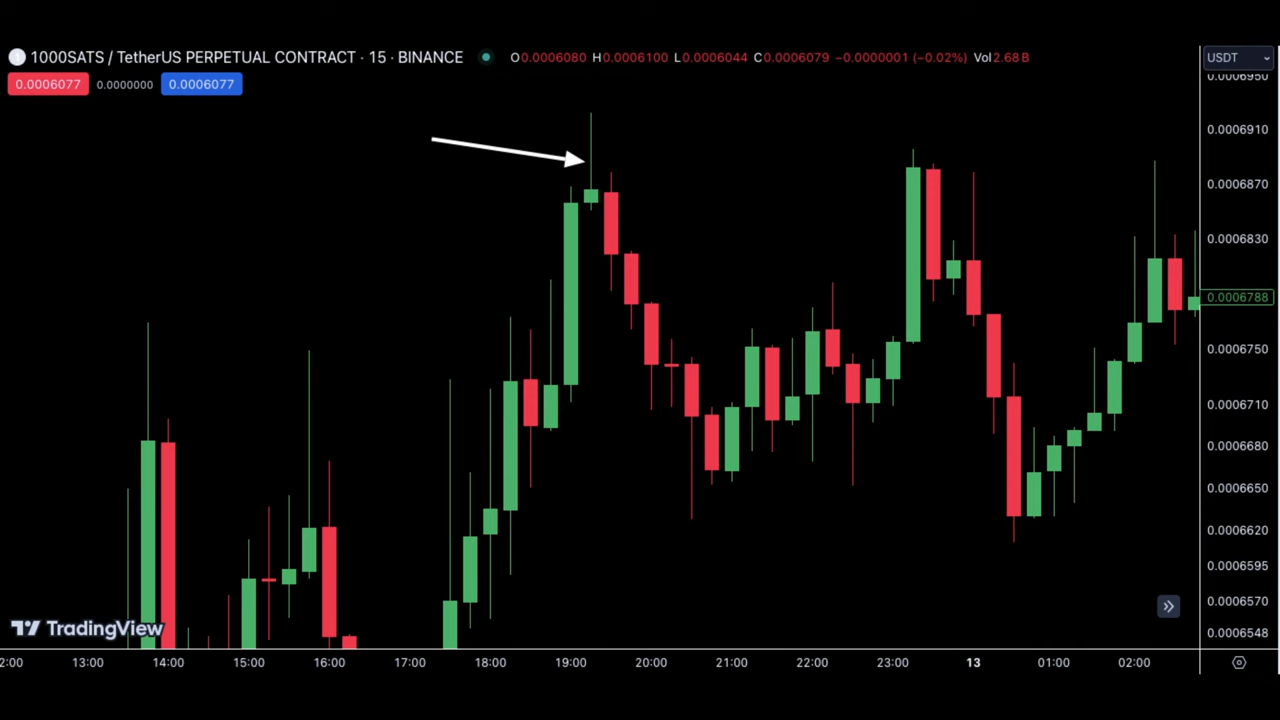 1000SATS / TetherUS PERPETUAL CONTRACT · 15 · BINANCE O0.0006080 H0.0006100 L0.0006044 C0.0006079 −0.0000001 (−0.02%) Vol2.68 B
USDT
0.0006077 0.0000000 0.0006077
0.0006950
0.0006910
0.0006870
0.0006830
0.0006788
0.0006750
0.0006710
0.0006680
0.0006650
0.0006620
0.0006595
0.0006570
0.0006548
TradingView
2:00 13:00 14:00 15:00 16:00 17:00 18:00 19:00 20:00 21:00 22:00 23:00 13 01:00 02:00